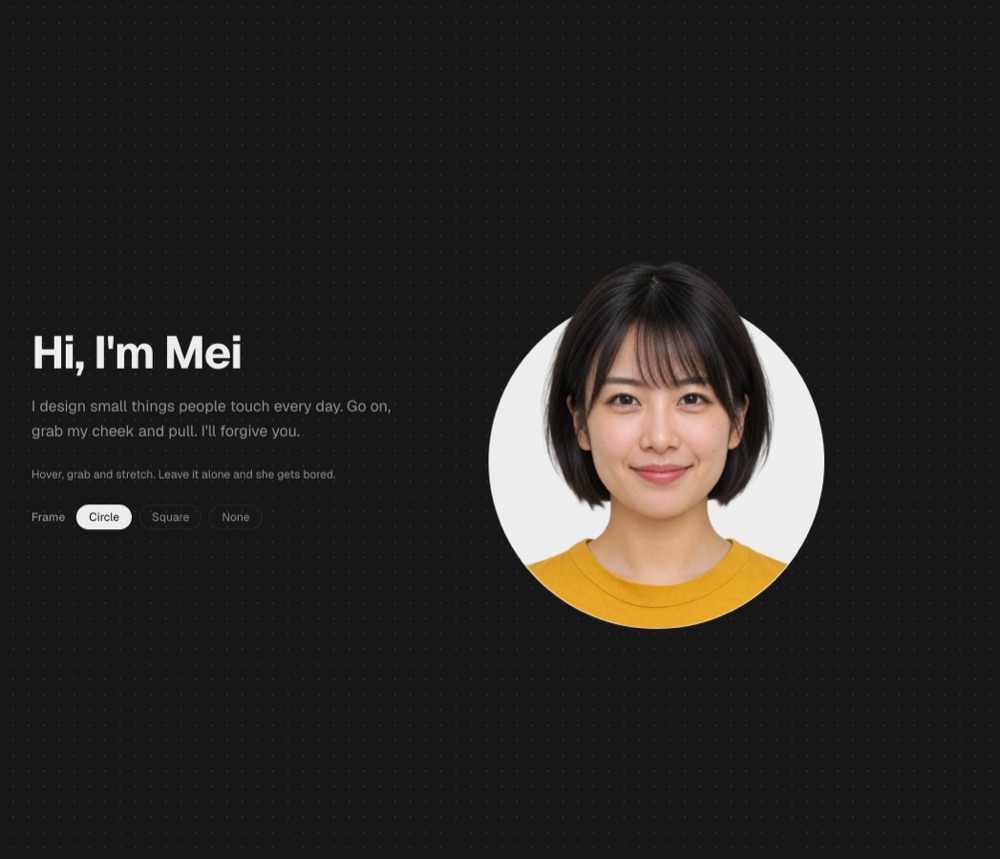 Hi, I'm Mei
I design small things people touch every day. Go on,
grab my cheek and pull. I'll forgive you.
Hover, grab and stretch. Leave it alone and she gets bored.
Frame Circle Square None